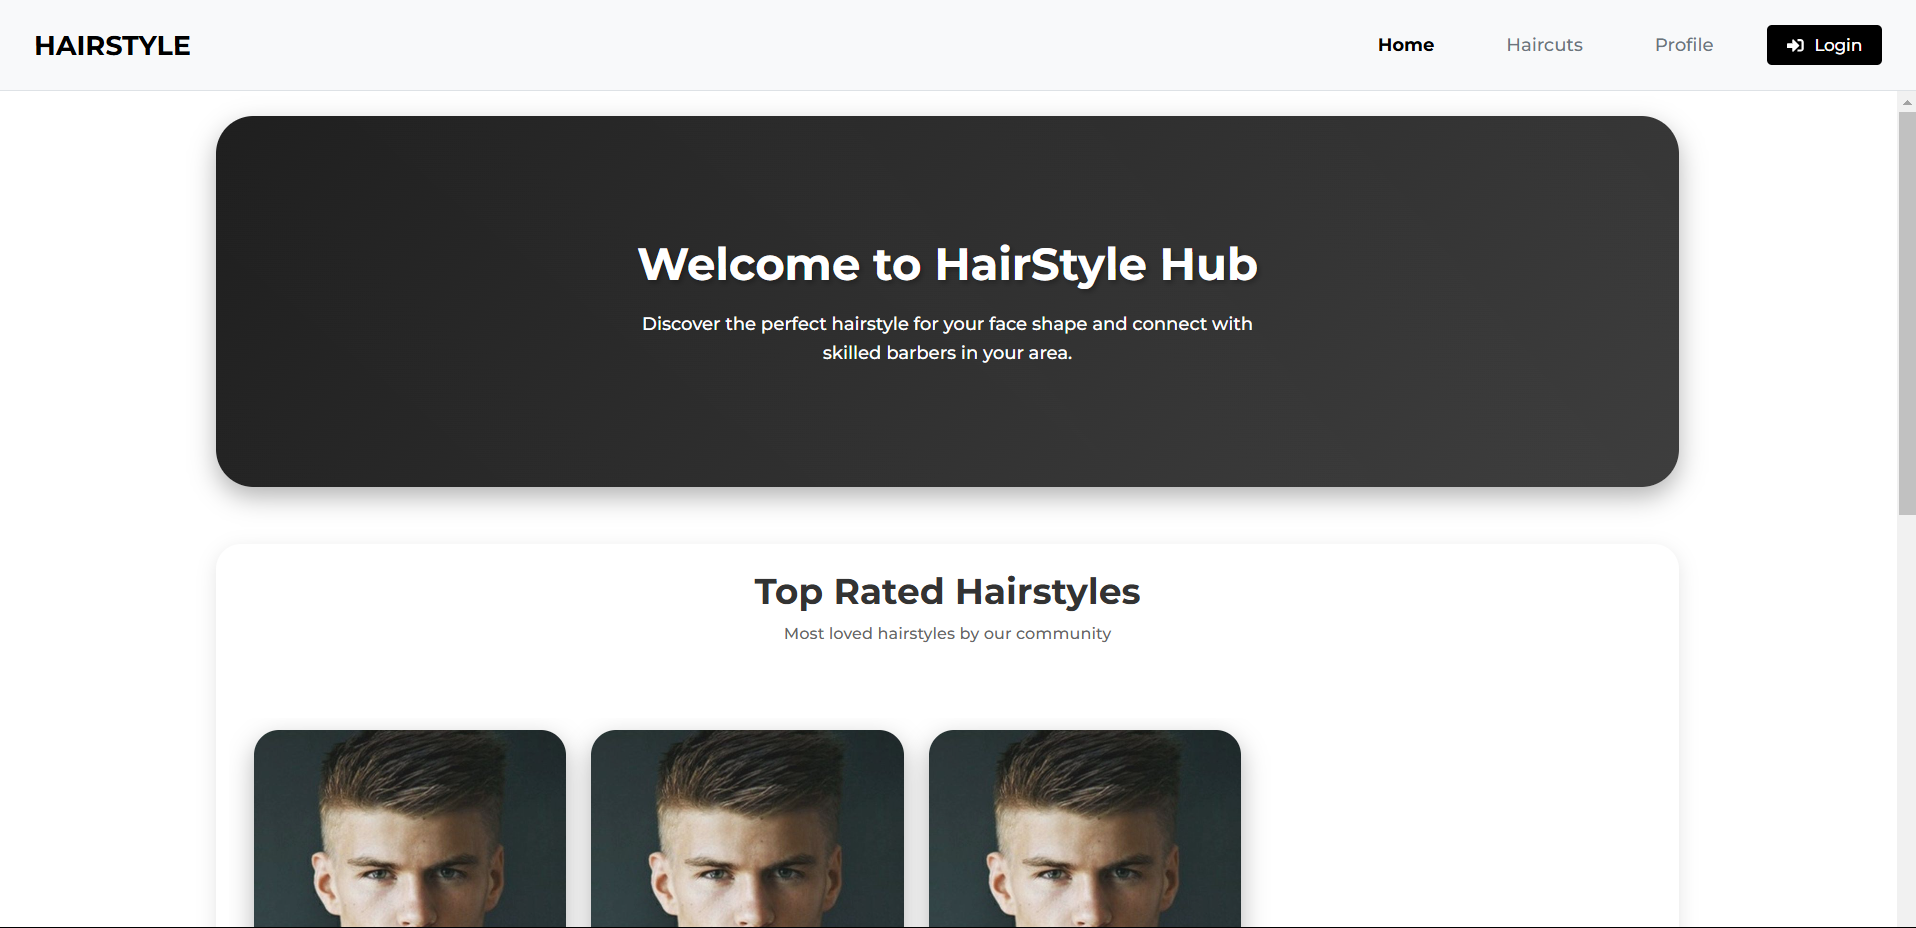 HAIRSTYLE
Home
Haircuts
Profile
Login
Welcome to HairStyle Hub
Discover the perfect hairstyle for your face shape and connect with
skilled barbers in your area.
Top Rated Hairstyles
Most loved hairstyles by our community